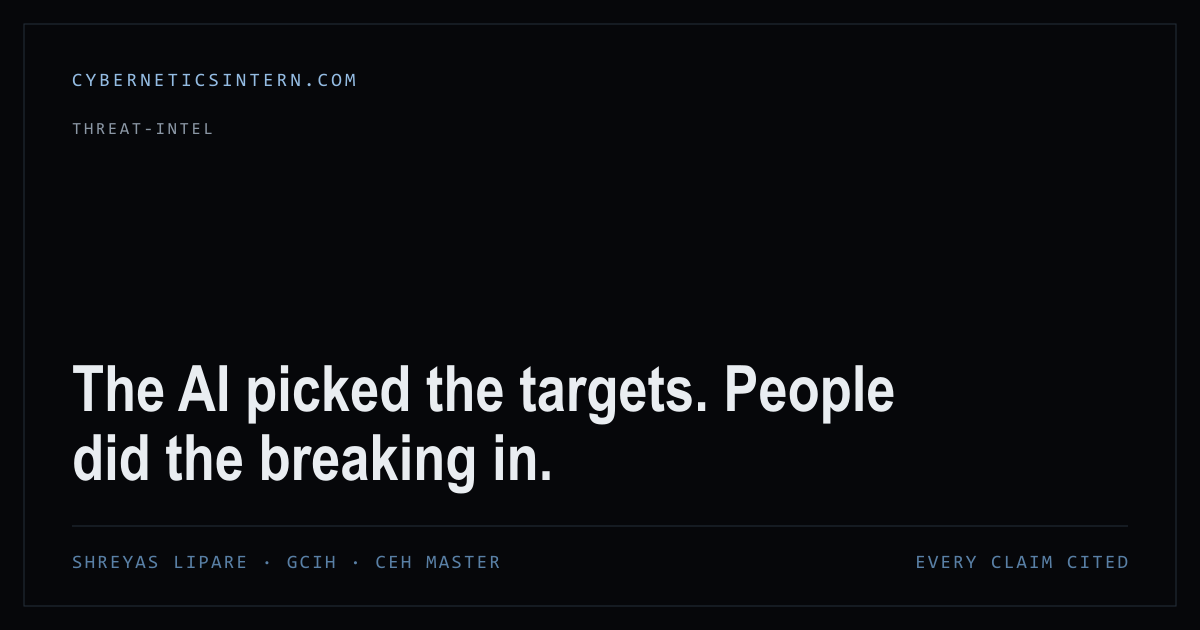 CYBERNETICSINTERN.COM
THREAT-INTEL
The AI picked the targets. People
did the breaking in.
SHREYAS LIPARE · GCIH · CEH MASTER
EVERY CLAIM CITED